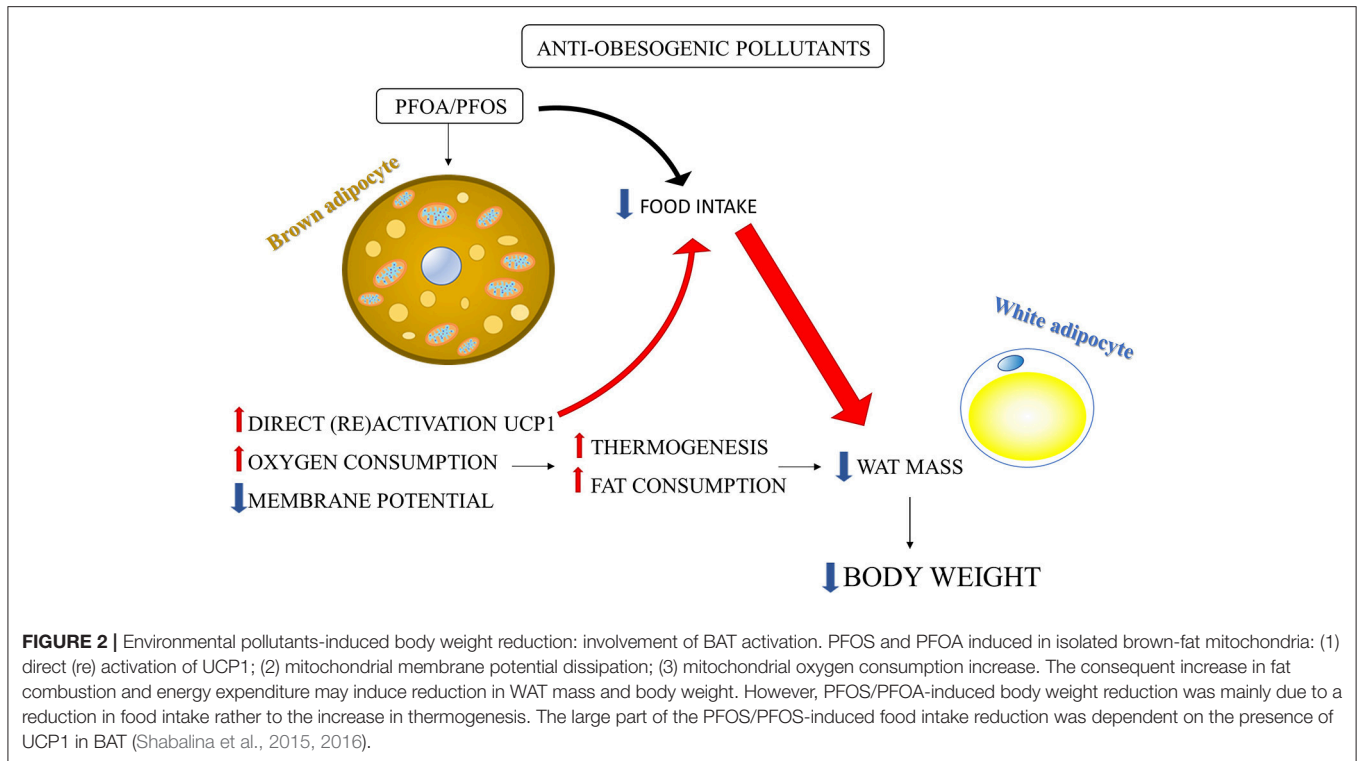 ANTI-OBESOGENIC POLLUTANTS
PFOA/PFOS
Brown adipocyte
FOOD INTAKE
White adipocyte
DIRECT (RE)ACTIVATION UCP1
OXYGEN CONSUMPTION
MEMBRANE POTENTIAL
THERMOGENESIS
FAT CONSUMPTION
WAT MASS
BODY WEIGHT
FIGURE 2 | Environmental pollutants-induced body weight reduction: involvement of BAT activation. PFOS and PFOA induced in isolated brown-fat mitochondria: (1)
direct (re) activation of UCP1; (2) mitochondrial membrane potential dissipation; (3) mitochondrial oxygen consumption increase. The consequent increase in fat
combustion and energy expenditure may induce reduction in WAT mass and body weight. However, PFOS/PFOA-induced body weight reduction was mainly due to a
reduction in food intake rather to the increase in thermogenesis. The large part of the PFOS/PFOS-induced food intake reduction was dependent on the presence of
UCP1 in BAT (Shabalina et al., 2015, 2016).